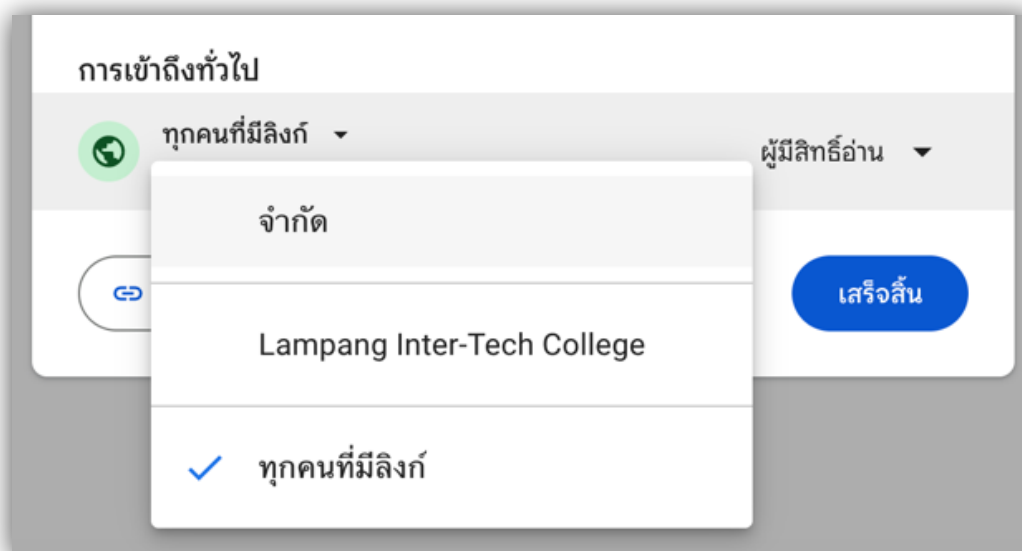 การเข้าถึงทั่วไป
ทุกคนที่มีลิงก์
ผู้มีสิทธิ์อ่าน
จำกัด
Lampang Inter-Tech College
ทุกคนที่มีลิงก์
เสร็จสิ้น